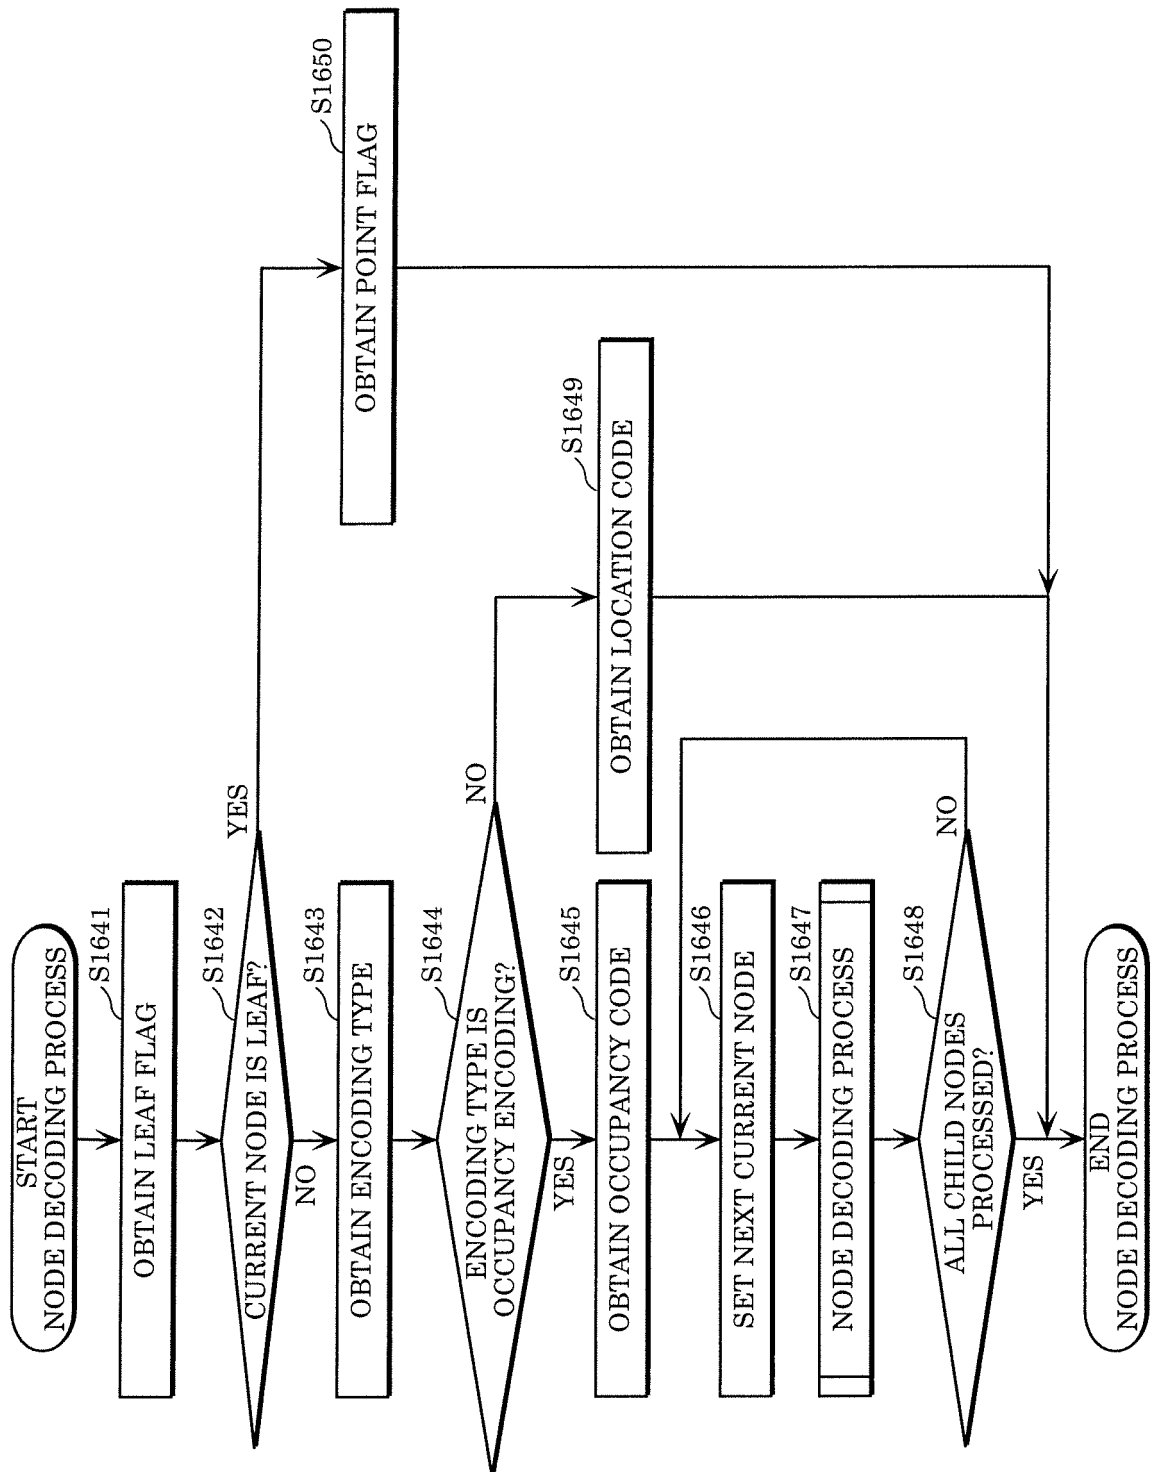 START
NODE DECODING PROCESS
S1641
OBTAIN LEAF FLAG
S1642
CURRENT NODE IS LEAF?
YES
NO
S1650
OBTAIN POINT FLAG
S1643
OBTAIN ENCODING TYPE
S1644
ENCODING TYPE IS
OCCUPANCY ENCODING?
NO
YES
S1645
OBTAIN OCCUPANCY CODE
S1649
OBTAIN LOCATION CODE
S1646
SET NEXT CURRENT NODE
S1647
NODE DECODING PROCESS
S1648
ALL CHILD NODES
PROCESSED?
NO
YES
END
NODE DECODING PROCESS